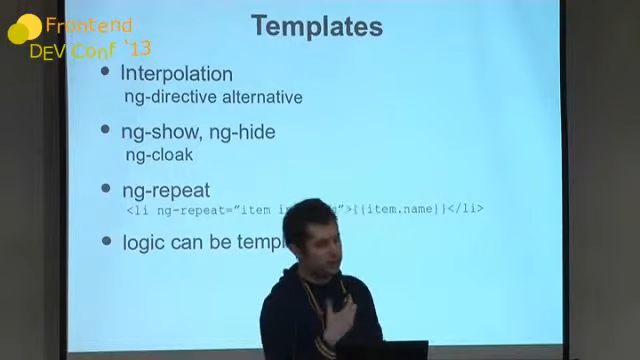 Frontend
DEV Conf '13
Templates
• Interpolation
ng-directive alternative
• ng-show, ng-hide
ng-cloak
• ng-repeat
<li ng-repeat="item in ">{{item.name}}</li>
• logic can be